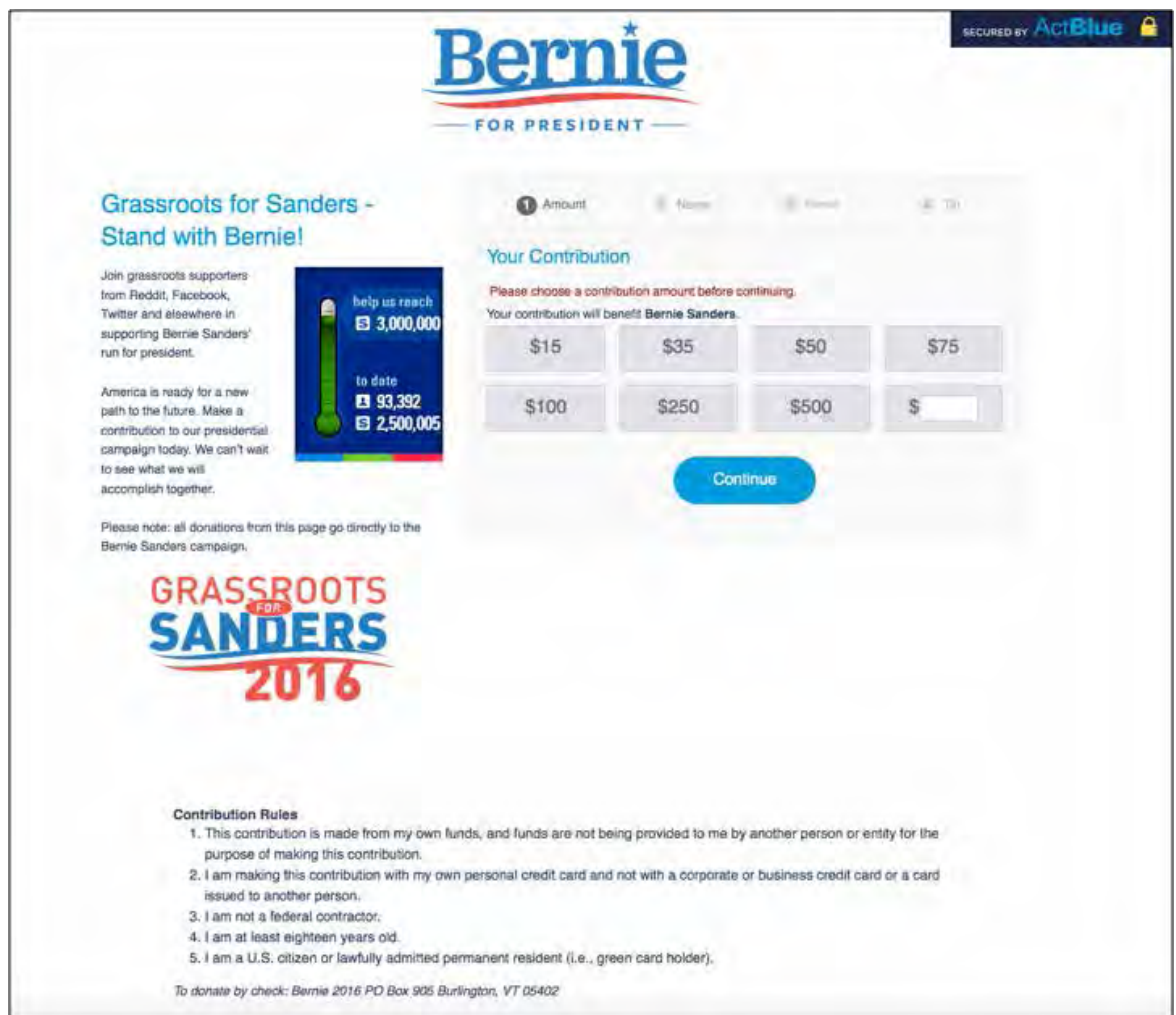 SECURED BY ActBlue
Bernie
FOR PRESIDENT
Grassroots for Sanders -
Stand with Bernie!
Join grassroots supporters
from Reddit, Facebook,
Twitter and elsewhere in
supporting Bernie Sanders'
run for president.
America is ready for a new
path to the future. Make a
contribution to our presidential
campaign today. We can't wait
to see what we will
accomplish together.
help us reach
$ 3,000,000
to date
93,392
$ 2,500,005
Please note: all donations from this page go directly to the
Bernie Sanders campaign.
GRASSROOTS
FOR
SANDERS
2016
1 Amount Name
Your Contribution
Please choose a contribution amount before continuing.
Your contribution will benefit Bernie Sanders.
$15 $35 $50 $75
$100 $250 $500 $
Continue
Contribution Rules
1. This contribution is made from my own funds, and funds are not being provided to me by another person or entity for the
purpose of making this contribution.
2. I am making this contribution with my own personal credit card and not with a corporate or business credit card or a card
issued to another person.
3. I am not a federal contractor.
4. I am at least eighteen years old.
5. I am a U.S. citizen or lawfully admitted permanent resident (i.e., green card holder).
To donate by check: Bernie 2016 PO Box 905 Burlington, VT 05402